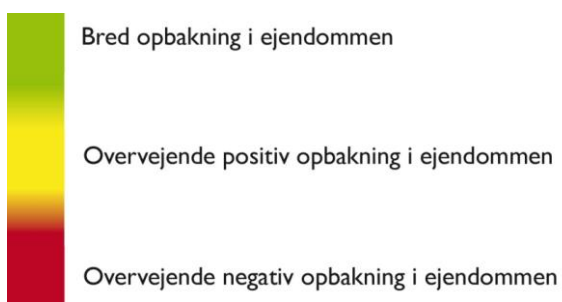 Bred opbakning i ejendommen
Overvejende positiv opbakning i ejendommen
Overvejende negativ opbakning i ejendommen